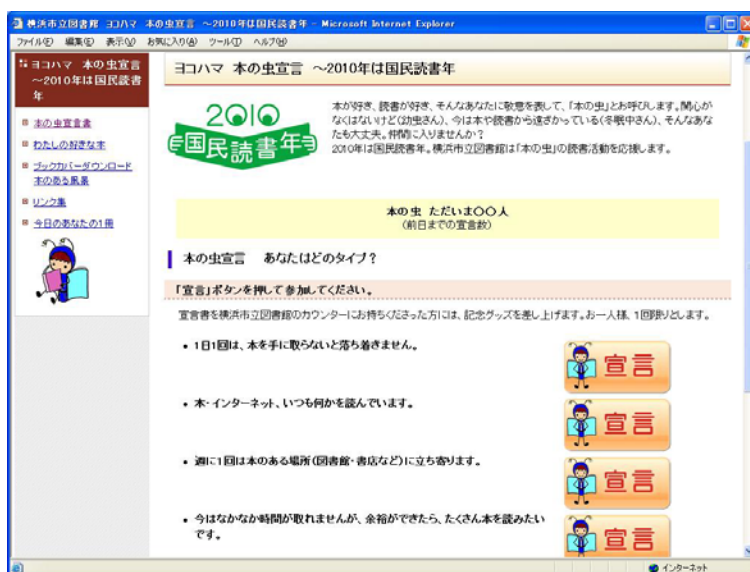 横浜市立図書館 ヨコハマ 本の虫宣言 ～2010年は国民読書年 - Microsoft Internet Explorer
ファイル(F) 編集(E) 表示(V) お気に入り(A) ツール(T) ヘルプ(H)
ヨコハマ 本の虫宣言
～2010年は国民読書
年
本の虫宣言書
わたしの好きな本
ブックカバーダウンロード
本のある風景
リンク集
今日のあなたの1冊
ヨコハマ 本の虫宣言 ～2010年は国民読書年
2010
国民読書年
本が好き、読書が好き、そんなあなたに敬意を表して、「本の虫」とお呼びします。関心が
なくはないけど(幼虫さん)、今は本や読書から遠ざかっている(冬眠中さん)、そんなあな
たも大丈夫。仲間に入りませんか？
2010年は国民読書年。横浜市立図書館は「本の虫」の読書活動を応援します。
本の虫 ただいま〇〇人
(前日までの宣言数)
本の虫宣言 あなたはどのタイプ？
「宣言」ボタンを押して参加してください。
宣言書を横浜市立図書館のカウンターにお持ちくださった方には、記念グッズを差し上げます。お一人様、1回限りとします。
• 1日1回は、本を手に取らないと落ち着きません。
宣言
• 本・インターネット、いつも何かを読んでいます。
宣言
• 週に1回は本のある場所(図書館・書店など)に立ち寄ります。
宣言
• 今はなかなか時間が取れませんが、余裕ができたら、たくさん本を読みたい
です。
宣言
インターネット